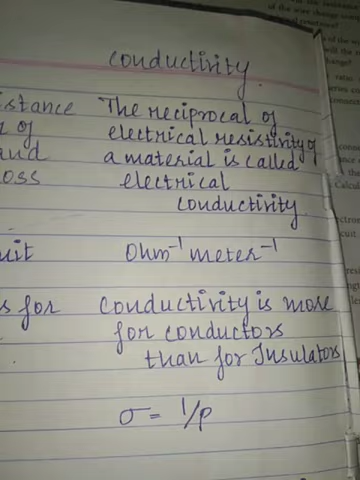 conductivity
istance The reciprocal of
of electrical resistivity of
and a material is called
oss electrical
conductivity.
uit Ohm⁻¹ meter⁻¹
s for conductivity is more
for conductors
than for Insulators
σ = 1/ρ